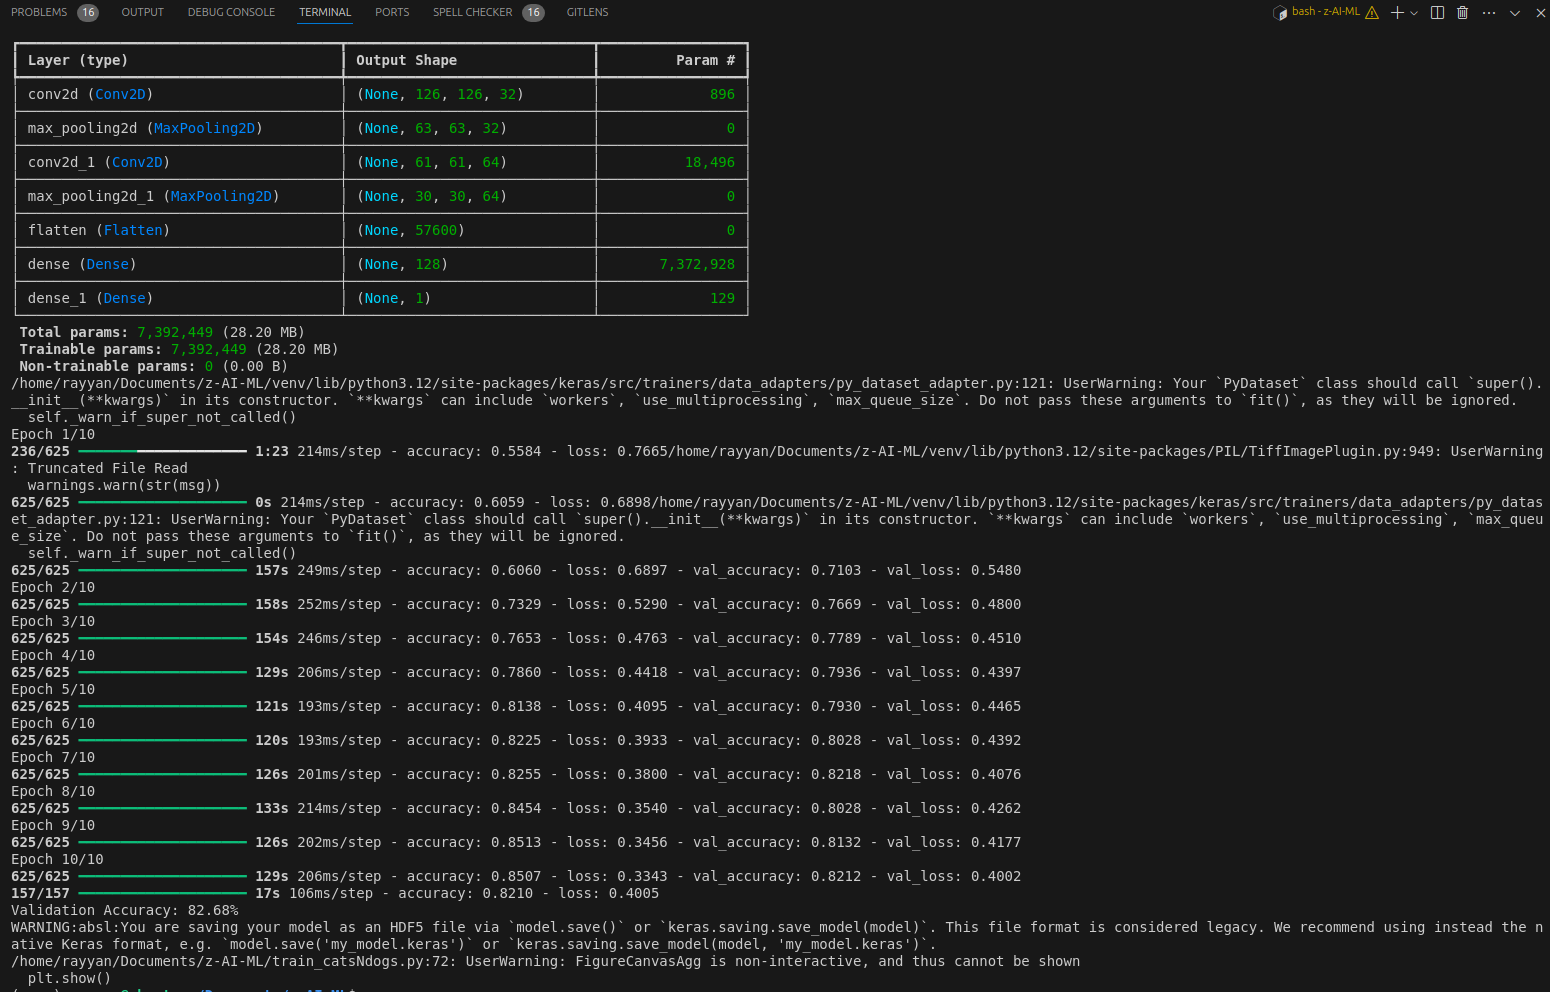 PROBLEMS 16 OUTPUT DEBUG CONSOLE TERMINAL PORTS SPELL CHECKER 16 GITLENS bash - z-AI-ML
Layer (type) Output Shape Param #
conv2d (Conv2D) (None, 126, 126, 32) 896
max_pooling2d (MaxPooling2D) (None, 63, 63, 32) 0
conv2d_1 (Conv2D) (None, 61, 61, 64) 18,496
max_pooling2d_1 (MaxPooling2D) (None, 30, 30, 64) 0
flatten (Flatten) (None, 57600) 0
dense (Dense) (None, 128) 7,372,928
dense_1 (Dense) (None, 1) 129
Total params: 7,392,449 (28.20 MB)
Trainable params: 7,392,449 (28.20 MB)
Non-trainable params: 0 (0.00 B)
/home/rayyan/Documents/z-AI-ML/venv/lib/python3.12/site-packages/keras/src/trainers/data_adapters/py_dataset_adapter.py:121: UserWarning: Your `PyDataset` class should call `super().
__init__(**kwargs)` in its constructor. `**kwargs` can include `workers`, `use_multiprocessing`, `max_queue_size`. Do not pass these arguments to `fit()`, as they will be ignored.
self._warn_if_super_not_called()
Epoch 1/10
236/625 1:23 214ms/step - accuracy: 0.5584 - loss: 0.7665/home/rayyan/Documents/z-AI-ML/venv/lib/python3.12/site-packages/PIL/TiffImagePlugin.py:949: UserWarning
: Truncated File Read
warnings.warn(str(msg))
625/625 0s 214ms/step - accuracy: 0.6059 - loss: 0.6898/home/rayyan/Documents/z-AI-ML/venv/lib/python3.12/site-packages/keras/src/trainers/data_adapters/py_datas
et_adapter.py:121: UserWarning: Your `PyDataset` class should call `super().__init__(**kwargs)` in its constructor. `**kwargs` can include `workers`, `use_multiprocessing`, `max_queu
e_size`. Do not pass these arguments to `fit()`, as they will be ignored.
self._warn_if_super_not_called()
625/625 157s 249ms/step - accuracy: 0.6060 - loss: 0.6897 - val_accuracy: 0.7103 - val_loss: 0.5480
Epoch 2/10
625/625 158s 252ms/step - accuracy: 0.7329 - loss: 0.5290 - val_accuracy: 0.7669 - val_loss: 0.4800
Epoch 3/10
625/625 154s 246ms/step - accuracy: 0.7653 - loss: 0.4763 - val_accuracy: 0.7789 - val_loss: 0.4510
Epoch 4/10
625/625 129s 206ms/step - accuracy: 0.7860 - loss: 0.4418 - val_accuracy: 0.7936 - val_loss: 0.4397
Epoch 5/10
625/625 121s 193ms/step - accuracy: 0.8138 - loss: 0.4095 - val_accuracy: 0.7930 - val_loss: 0.4465
Epoch 6/10
625/625 120s 193ms/step - accuracy: 0.8225 - loss: 0.3933 - val_accuracy: 0.8028 - val_loss: 0.4392
Epoch 7/10
625/625 126s 201ms/step - accuracy: 0.8255 - loss: 0.3800 - val_accuracy: 0.8218 - val_loss: 0.4076
Epoch 8/10
625/625 133s 214ms/step - accuracy: 0.8454 - loss: 0.3540 - val_accuracy: 0.8028 - val_loss: 0.4262
Epoch 9/10
625/625 126s 202ms/step - accuracy: 0.8513 - loss: 0.3456 - val_accuracy: 0.8132 - val_loss: 0.4177
Epoch 10/10
625/625 129s 206ms/step - accuracy: 0.8507 - loss: 0.3343 - val_accuracy: 0.8212 - val_loss: 0.4002
157/157 17s 106ms/step - accuracy: 0.8210 - loss: 0.4005
Validation Accuracy: 82.68%
WARNING:absl:You are saving your model as an HDF5 file via `model.save()` or `keras.saving.save_model(model)`. This file format is considered legacy. We recommend using instead the n
ative Keras format, e.g. `model.save('my_model.keras')` or `keras.saving.save_model(model, 'my_model.keras')`.
/home/rayyan/Documents/z-AI-ML/train_catsNdogs.py:72: UserWarning: FigureCanvasAgg is non-interactive, and thus cannot be shown
plt.show()